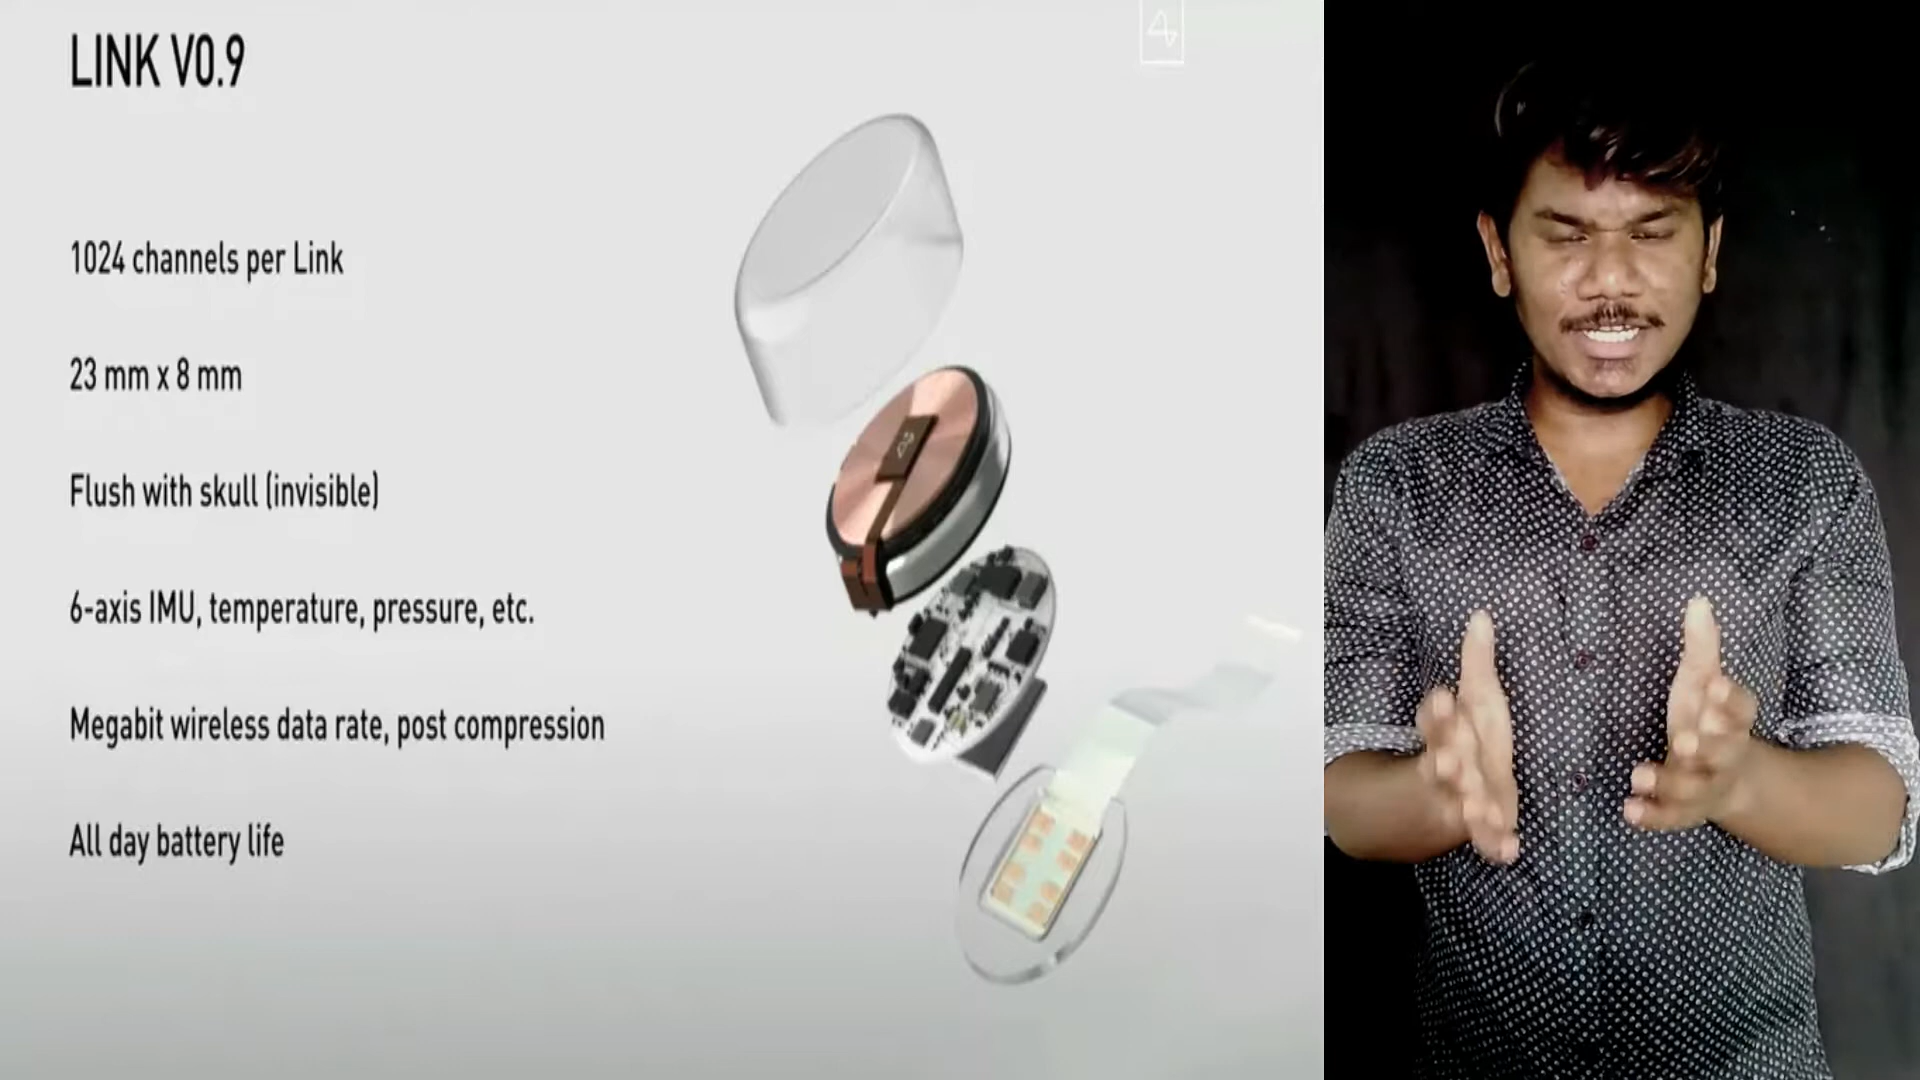 LINK V0.9
1024 channels per Link
23 mm x 8 mm
Flush with skull (invisible)
6-axis IMU, temperature, pressure, etc.
Megabit wireless data rate, post compression
All day battery life